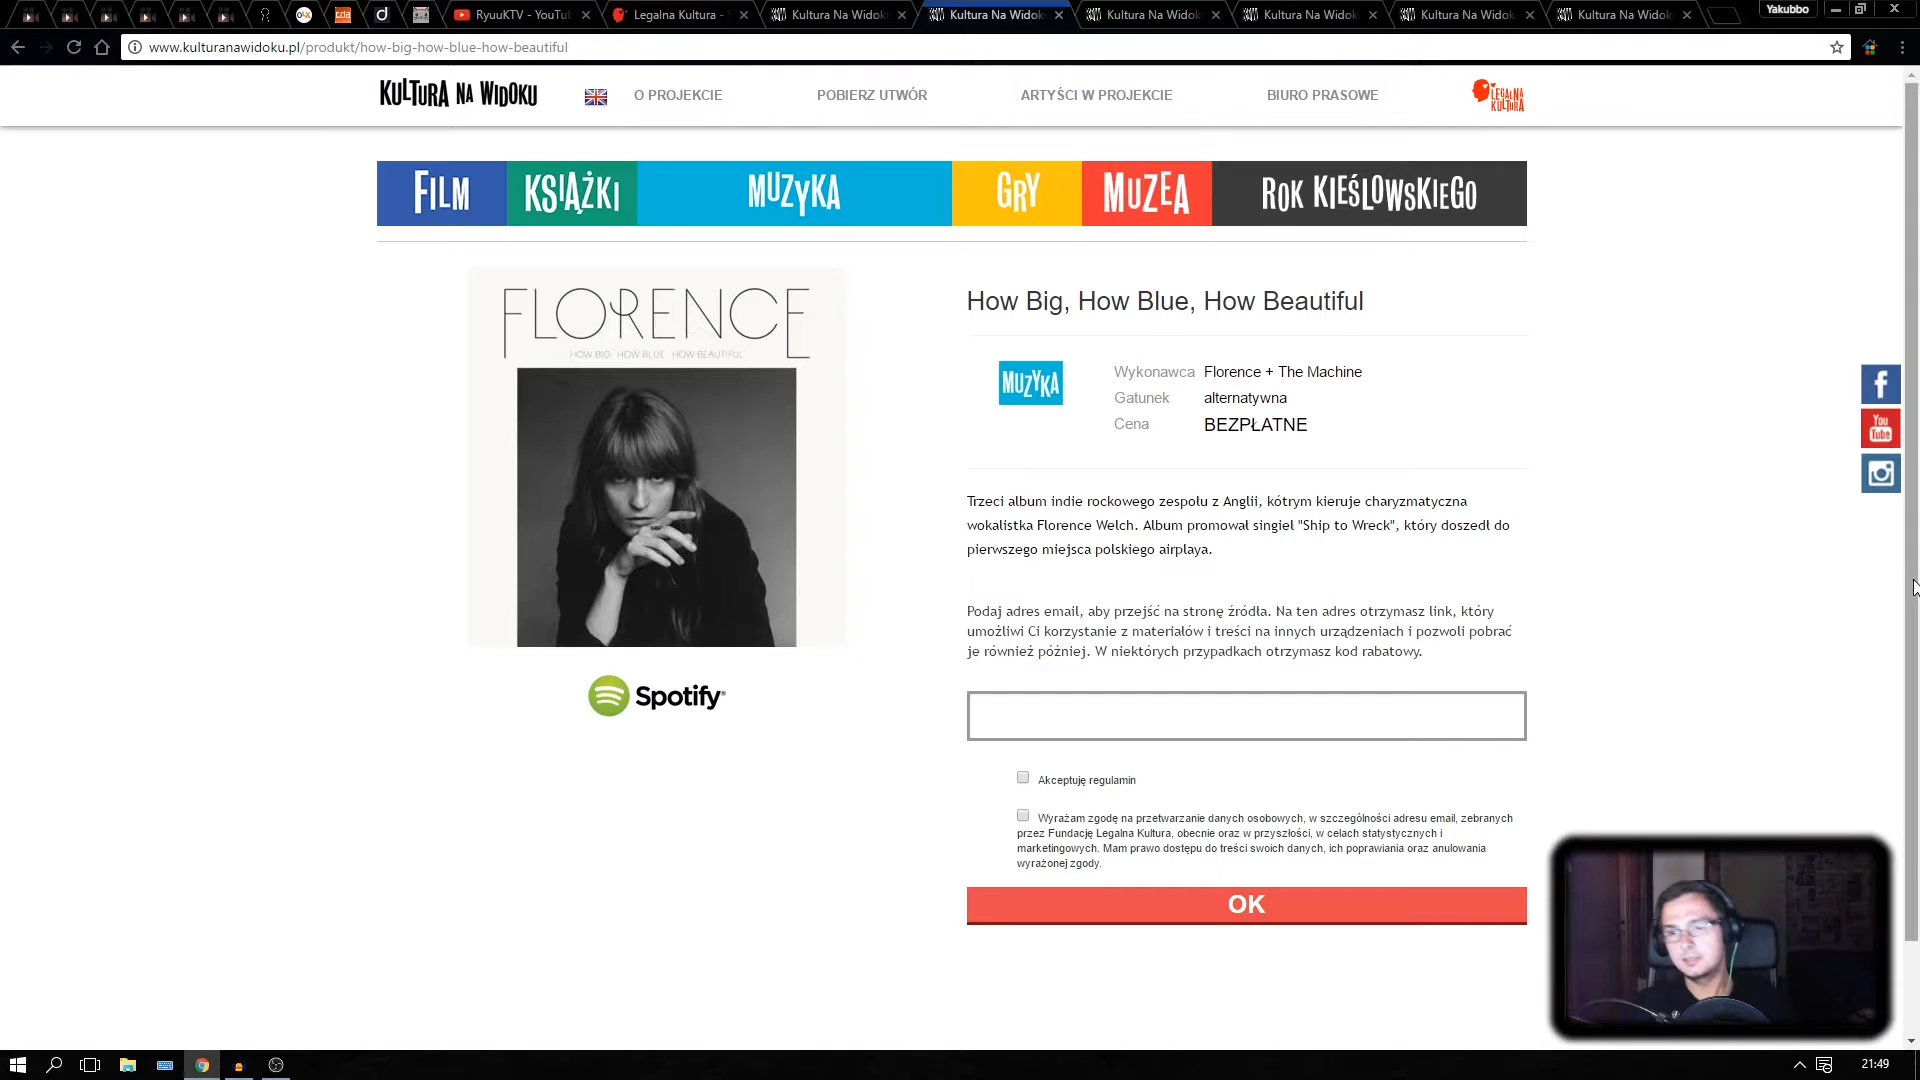 RyuuKTV - YouTub
Legalna Kultura -
Kultura Na Widok
Kultura Na Widok
Kultura Na Widok
Kultura Na Widok
Kultura Na Widok
Kultura Na Widok
Yakubbo
www.kulturanawidoku.pl/produkt/how-big-how-blue-how-beautiful
KULTURA NA WIDOKU
O PROJEKCIE
POBIERZ UTWÓR
ARTYŚCI W PROJEKCIE
BIURO PRASOWE
LEGALNA
KULTURA
FILM
KSIĄŻKI
MUZYKA
GRY
MUZEA
ROK KIEŚLOWSKIEGO
FLORENCE
HOW BIG HOW BLUE HOW BEAUTIFUL
Spotify
How Big, How Blue, How Beautiful
MUZYKA
Wykonawca Florence + The Machine
Gatunek alternatywna
Cena BEZPŁATNE
Trzeci album indie rockowego zespołu z Anglii, kótrym kieruje charyzmatyczna
wokalistka Florence Welch. Album promował singiel "Ship to Wreck", który doszedł do
pierwszego miejsca polskiego airplaya.
Podaj adres email, aby przejść na stronę źródła. Na ten adres otrzymasz link, który
umożliwi Ci korzystanie z materiałów i treści na innych urządzeniach i pozwoli pobrać
je również później. W niektórych przypadkach otrzymasz kod rabatowy.
Akceptuję regulamin
Wyrażam zgodę na przetwarzanie danych osobowych, w szczególności adresu email, zebranych
przez Fundację Legalna Kultura, obecnie oraz w przyszłości, w celach statystycznych i
marketingowych. Mam prawo dostępu do treści swoich danych, ich poprawiania oraz anulowania
wyrażonej zgody.
OK
You
Tube
21:49